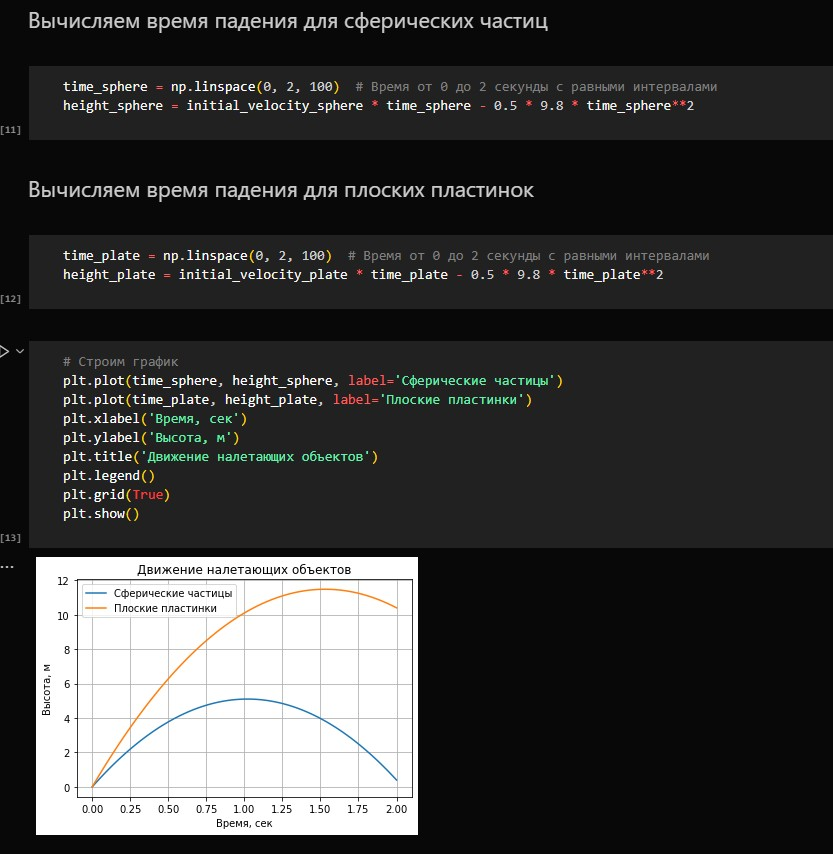 Вычисляем время падения для сферических частиц
time_sphere = np.linspace(0, 2, 100)  # Время от 0 до 2 секунды с равными интервалами
height_sphere = initial_velocity_sphere * time_sphere - 0.5 * 9.8 * time_sphere**2
[11]
Вычисляем время падения для плоских пластинок
time_plate = np.linspace(0, 2, 100)  # Время от 0 до 2 секунды с равными интервалами
height_plate = initial_velocity_plate * time_plate - 0.5 * 9.8 * time_plate**2
[12]
# Строим график
plt.plot(time_sphere, height_sphere, label='Сферические частицы')
plt.plot(time_plate, height_plate, label='Плоские пластинки')
plt.xlabel('Время, сек')
plt.ylabel('Высота, м')
plt.title('Движение налетающих объектов')
plt.legend()
plt.grid(True)
plt.show()
[13]
...
Движение налетающих объектов
Сферические частицы
Плоские пластинки
12
10
8
6
4
2
0
Высота, м
0.00 0.25 0.50 0.75 1.00 1.25 1.50 1.75 2.00
Время, сек